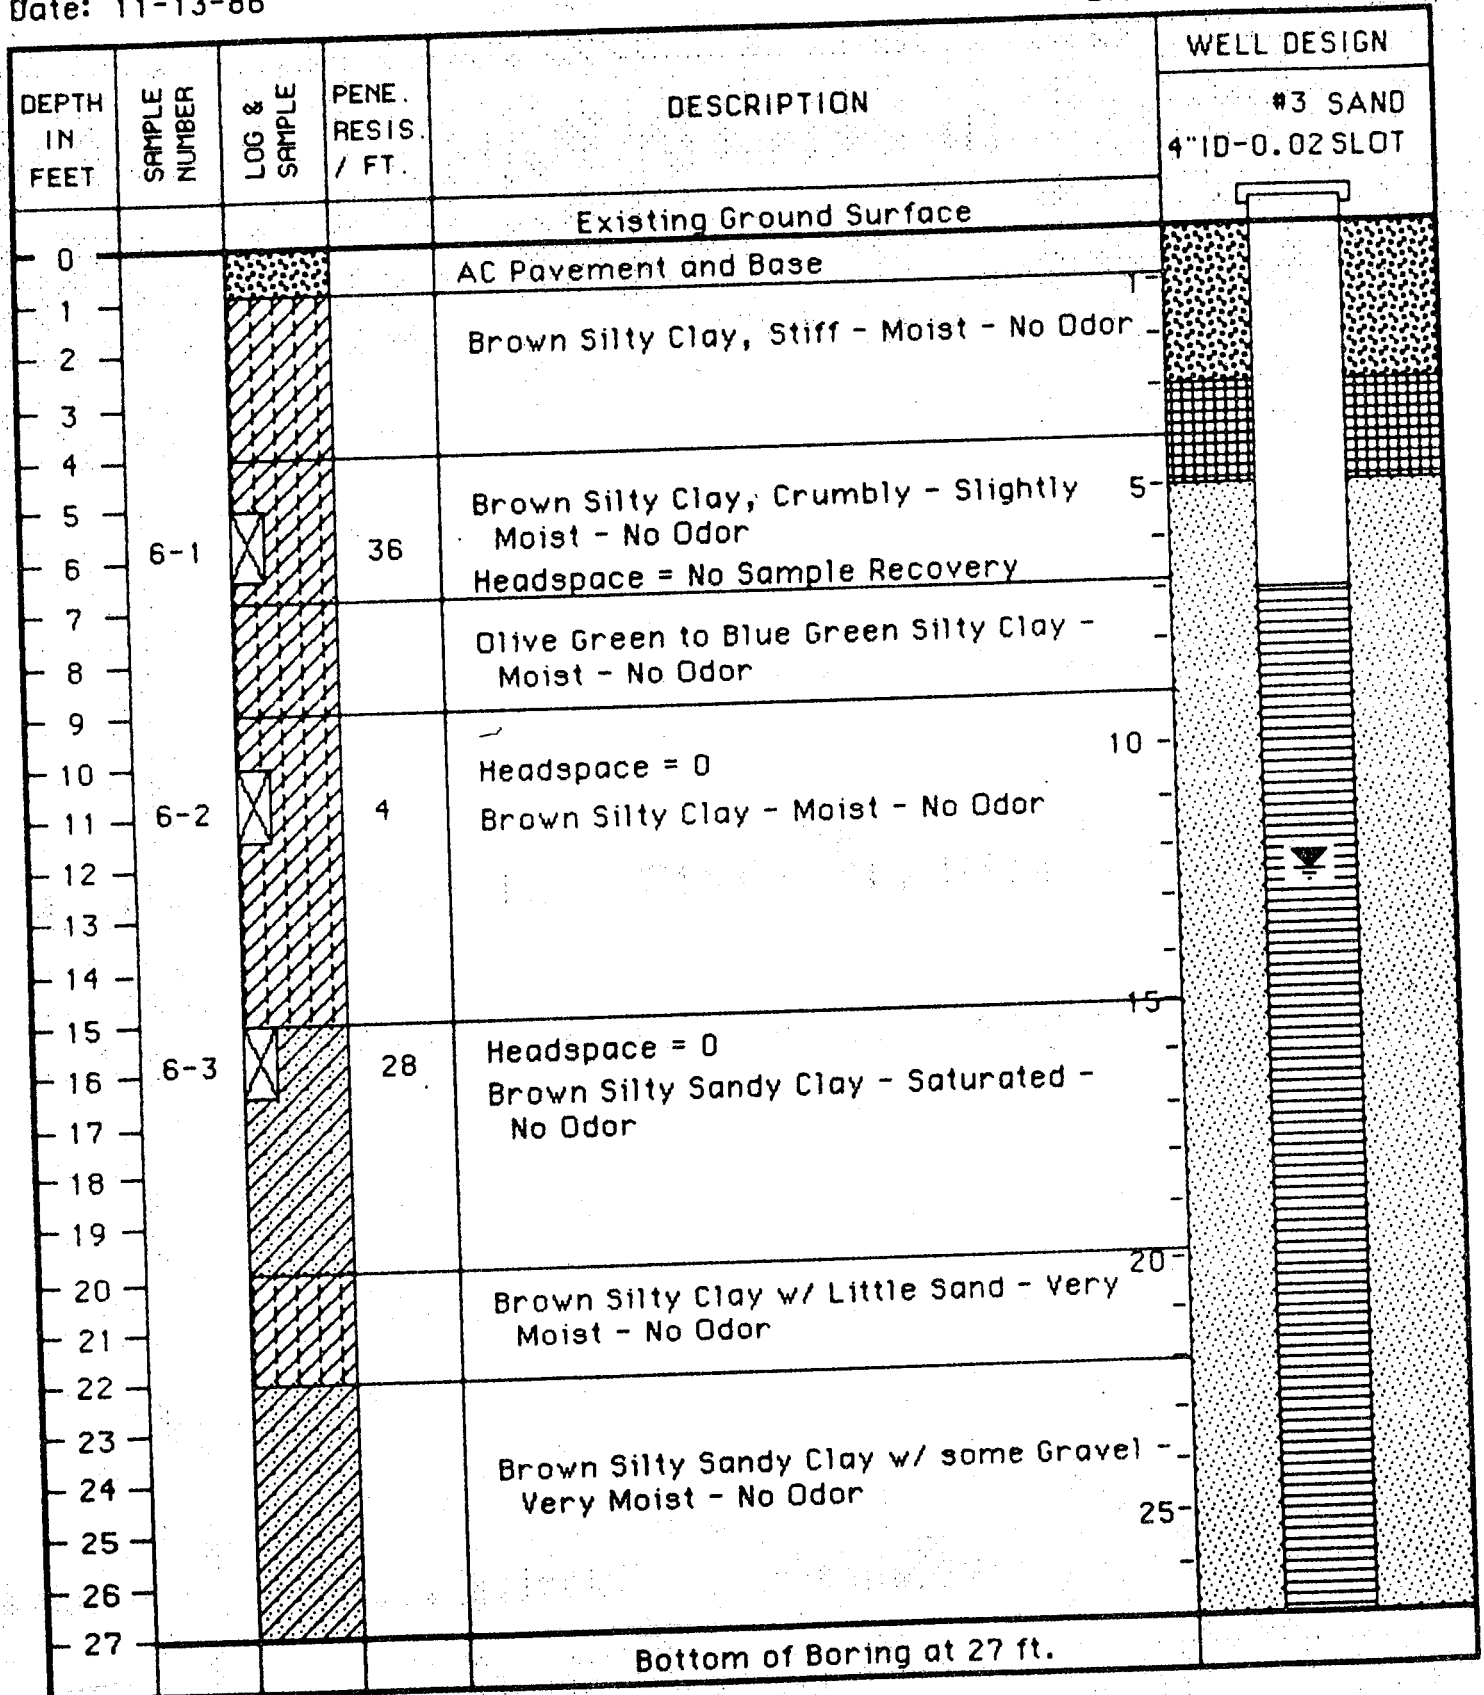 Date: 11-13-86
DEPTH IN FEET
SAMPLE NUMBER
LOG & SAMPLE
PENE. RESIS. / FT.
DESCRIPTION
WELL DESIGN
#3 SAND
4"ID-0.02 SLOT
Existing Ground Surface
0
AC Pavement and Base
1
1
Brown Silty Clay, Stiff - Moist - No Odor
2
3
4
Brown Silty Clay, Crumbly - Slightly
5
5
Moist - No Odor
6-1
36
6
Headspace = No Sample Recovery
7
Olive Green to Blue Green Silty Clay -
8
Moist - No Odor
9
10
10
Headspace = 0
6-2
4
11
Brown Silty Clay - Moist - No Odor
12
13
14
15
15
Headspace = 0
6-3
28
16
Brown Silty Sandy Clay - Saturated -
17
No Odor
18
19
20
20
Brown Silty Clay w/ Little Sand - Very
21
Moist - No Odor
22
23
Brown Silty Sandy Clay w/ some Gravel -
24
Very Moist - No Odor
25
25
26
27
Bottom of Boring at 27 ft.